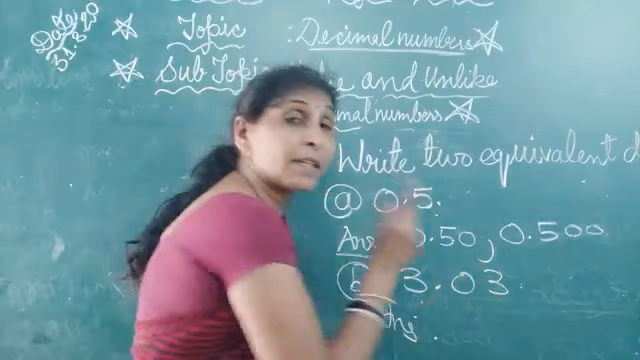 Date:
31.8.20
Topic : Decimal numbers
Sub Topic and Unlike
numbers
Write two equivalent d
(a) 0.5.
Ans 0.50, 0.500
(b) 3.03